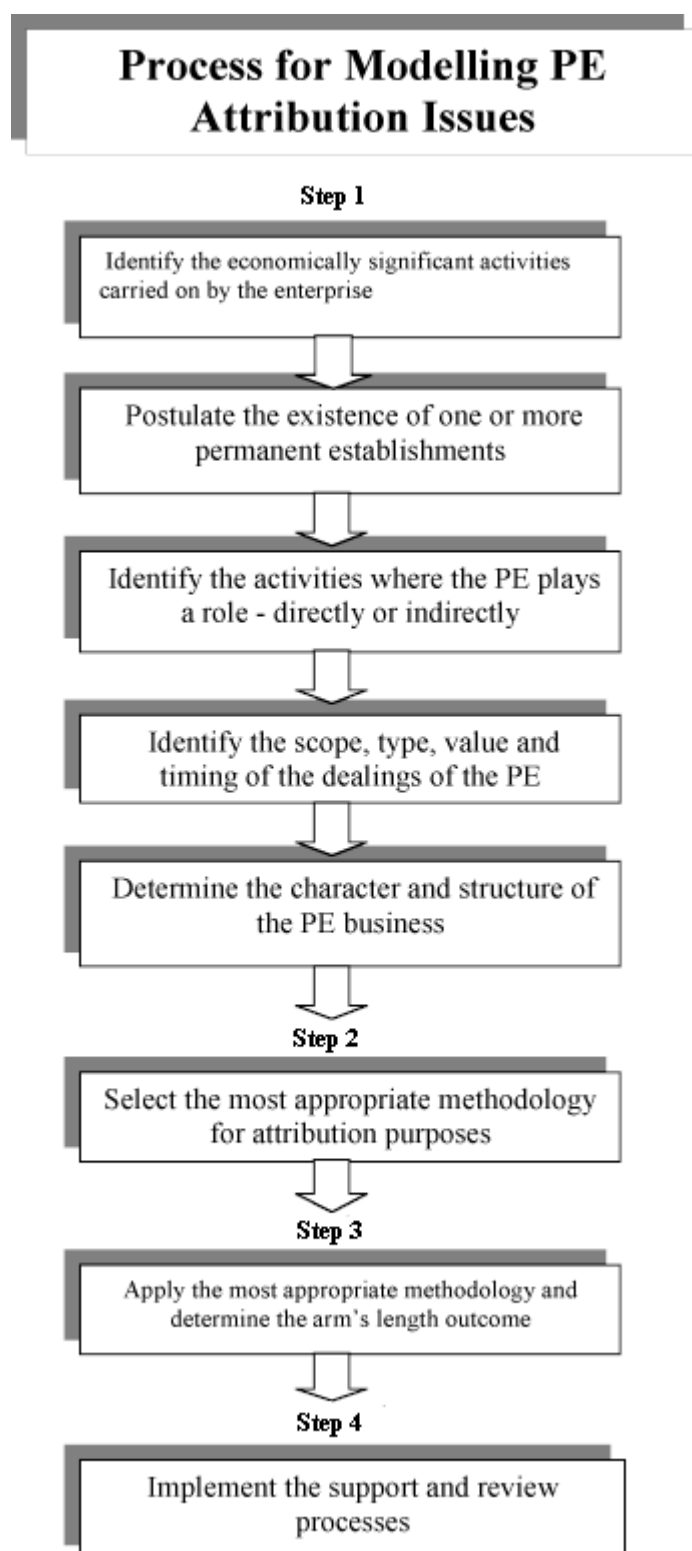 Process for Modelling PE
Attribution Issues
Step 1
Identify the economically significant activities
carried on by the enterprise
Postulate the existence of one or more
permanent establishments
Identify the activities where the PE plays
a role - directly or indirectly
Identify the scope, type, value and
timing of the dealings of the PE
Determine the character and structure of
the PE business
Step 2
Select the most appropriate methodology
for attribution purposes
Step 3
Apply the most appropriate methodology and
determine the arm’s length outcome
Step 4
Implement the support and review
processes